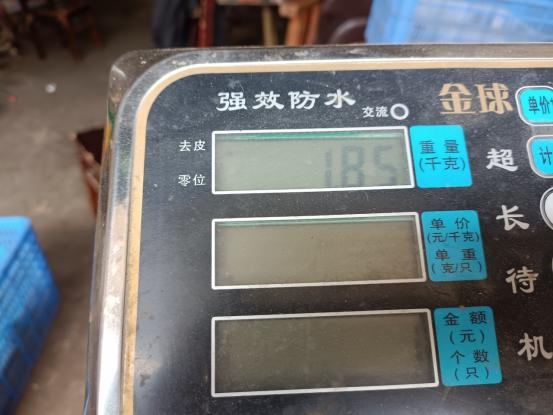 强效防水
交流
金球
单价
去皮
零位
185
重量
(千克)
超
计
单价
(元/千克)
单重
(克/只)
长
待
金额
(元)
个数
(只)
机